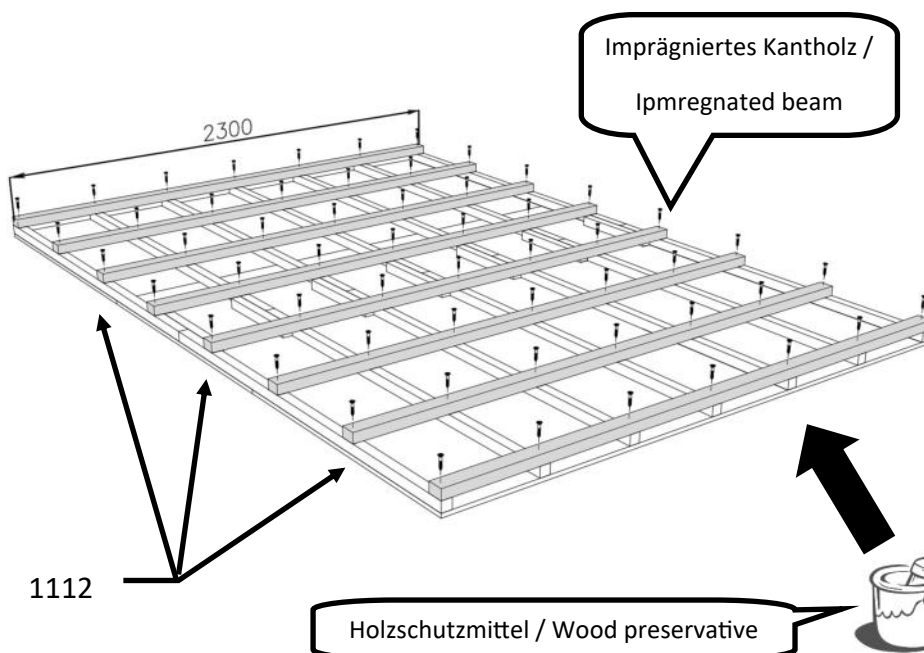 Imprägniertes Kantholz /
Ipmregnated beam
2300
1112
Holzschutzmittel / Wood preservative